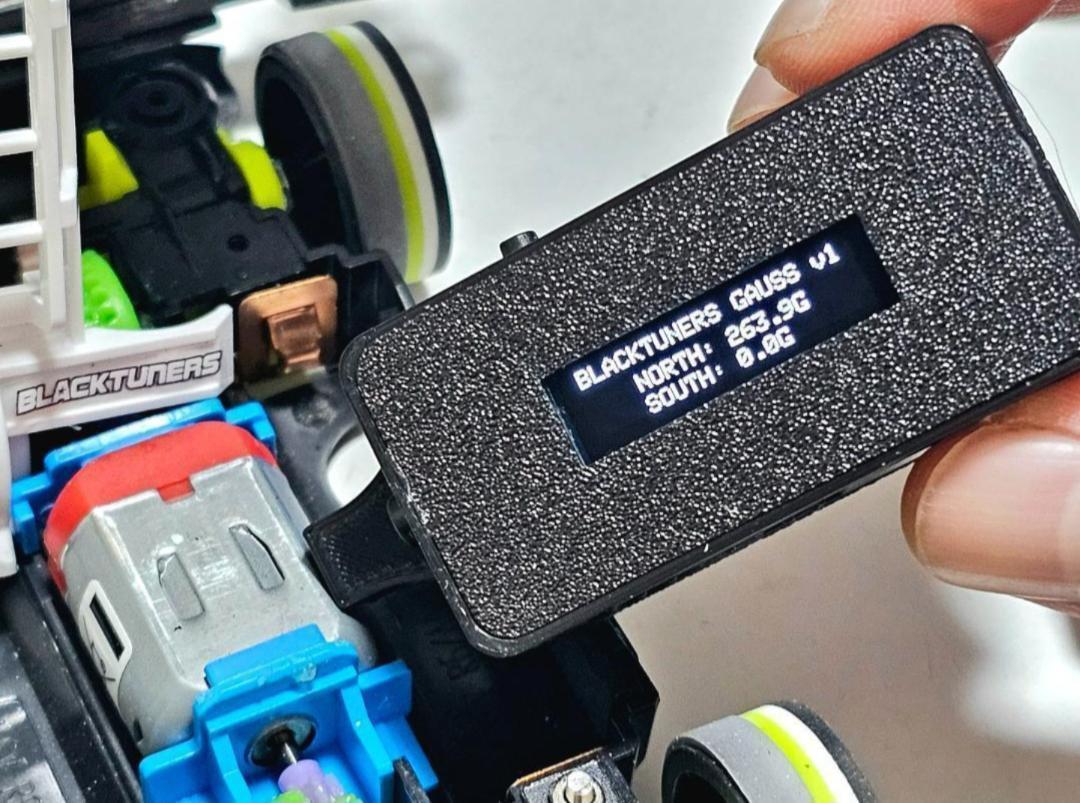 BLACKTUNERS GAUSS v1
NORTH: 263.9G
SOUTH: 0.0G
BLACKTUNERS